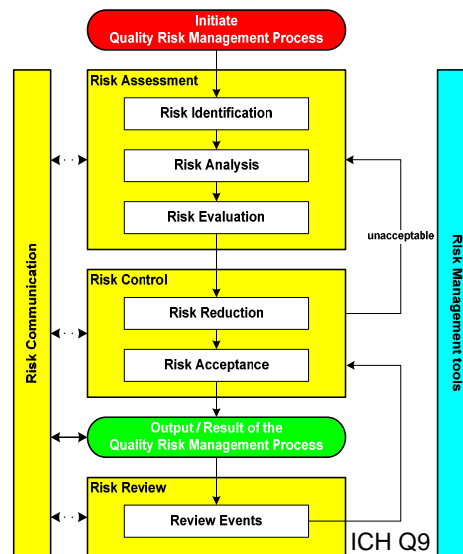 Initiate
Quality Risk Management Process
Risk Assessment
Risk Identification
Risk Analysis
Risk Evaluation
unacceptable
Risk Control
Risk Reduction
Risk Acceptance
Output / Result of the
Quality Risk Management Process
Risk Review
Review Events
Risk Communication
Risk Management tools
ICH Q9